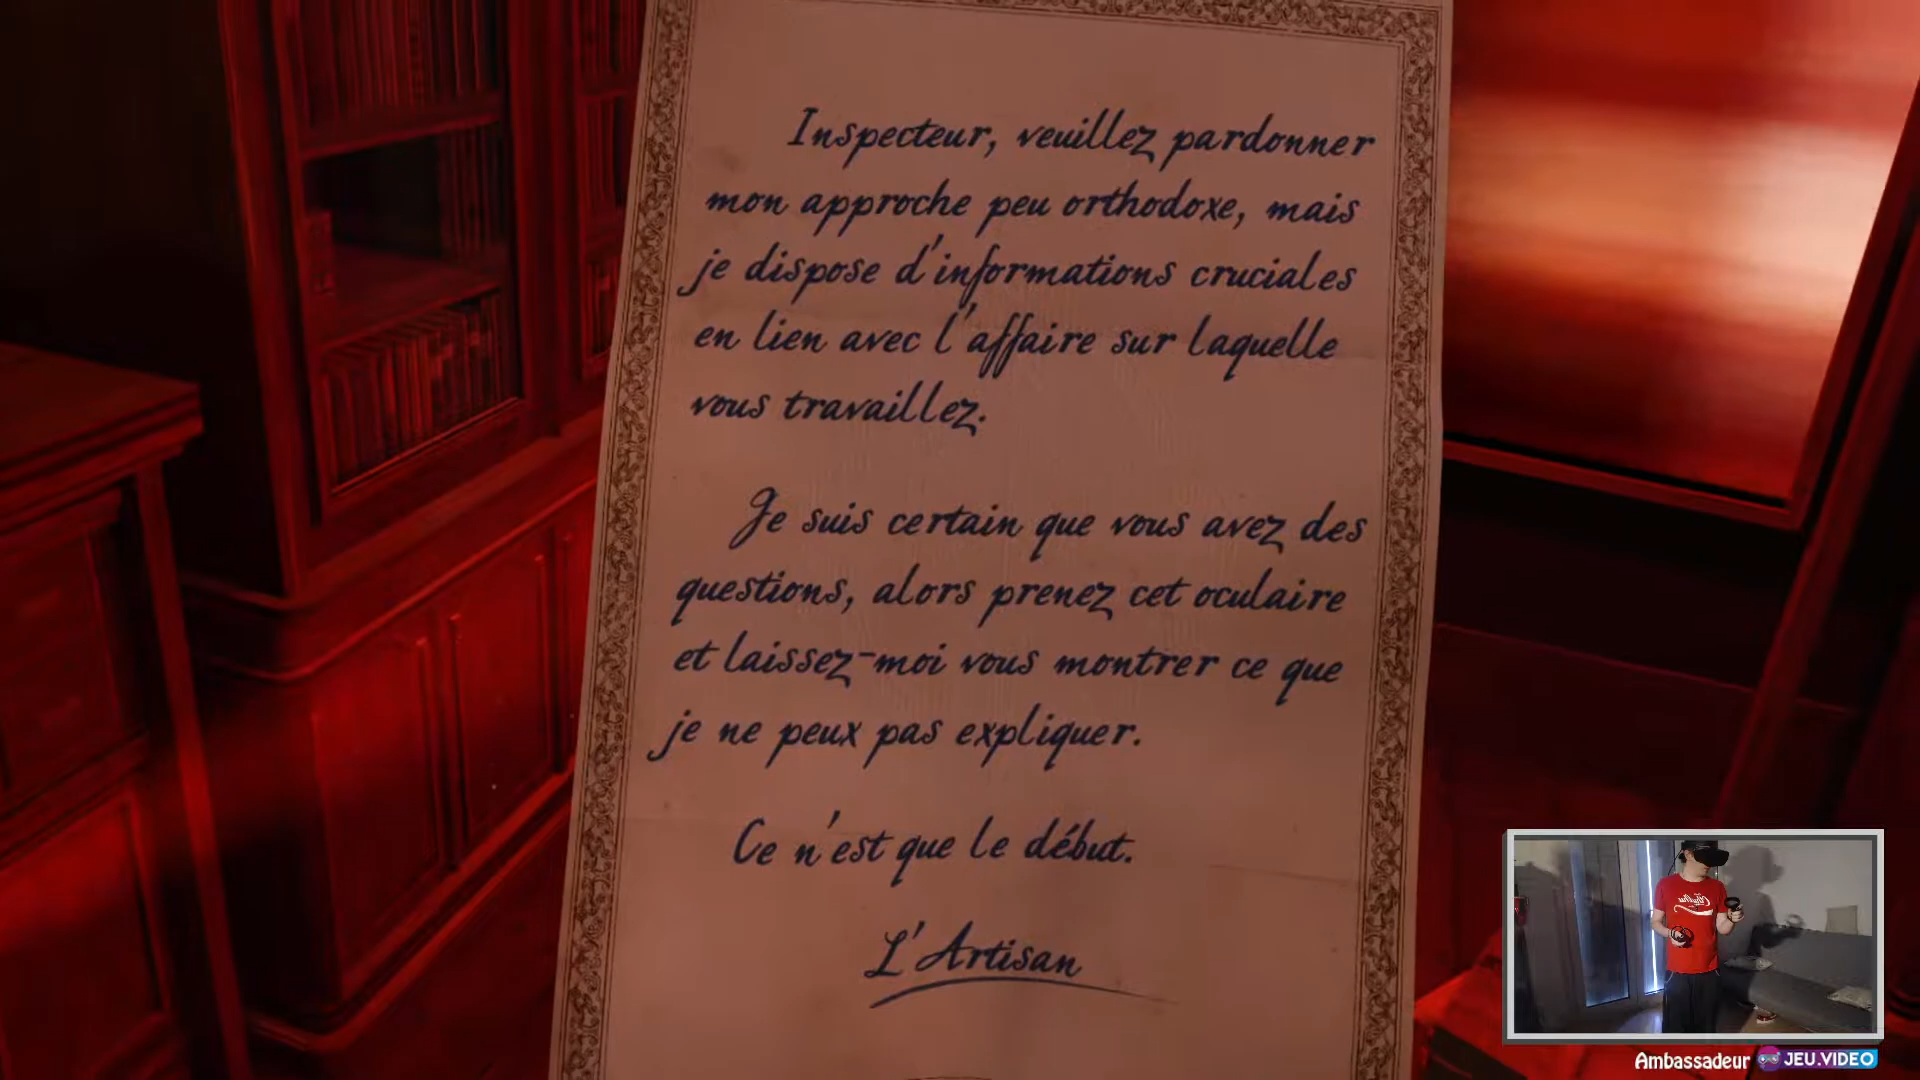 Inspecteur, veuillez pardonner
mon approche peu orthodoxe, mais
je dispose d'informations cruciales
en lien avec l'affaire sur laquelle
vous travaillez.
Je suis certain que vous avez des
questions, alors prenez cet oculaire
et laissez-moi vous montrer ce que
je ne peux pas expliquer.
Ce n'est que le début.
L'Artisan
Ambassadeur JEU.VIDEO